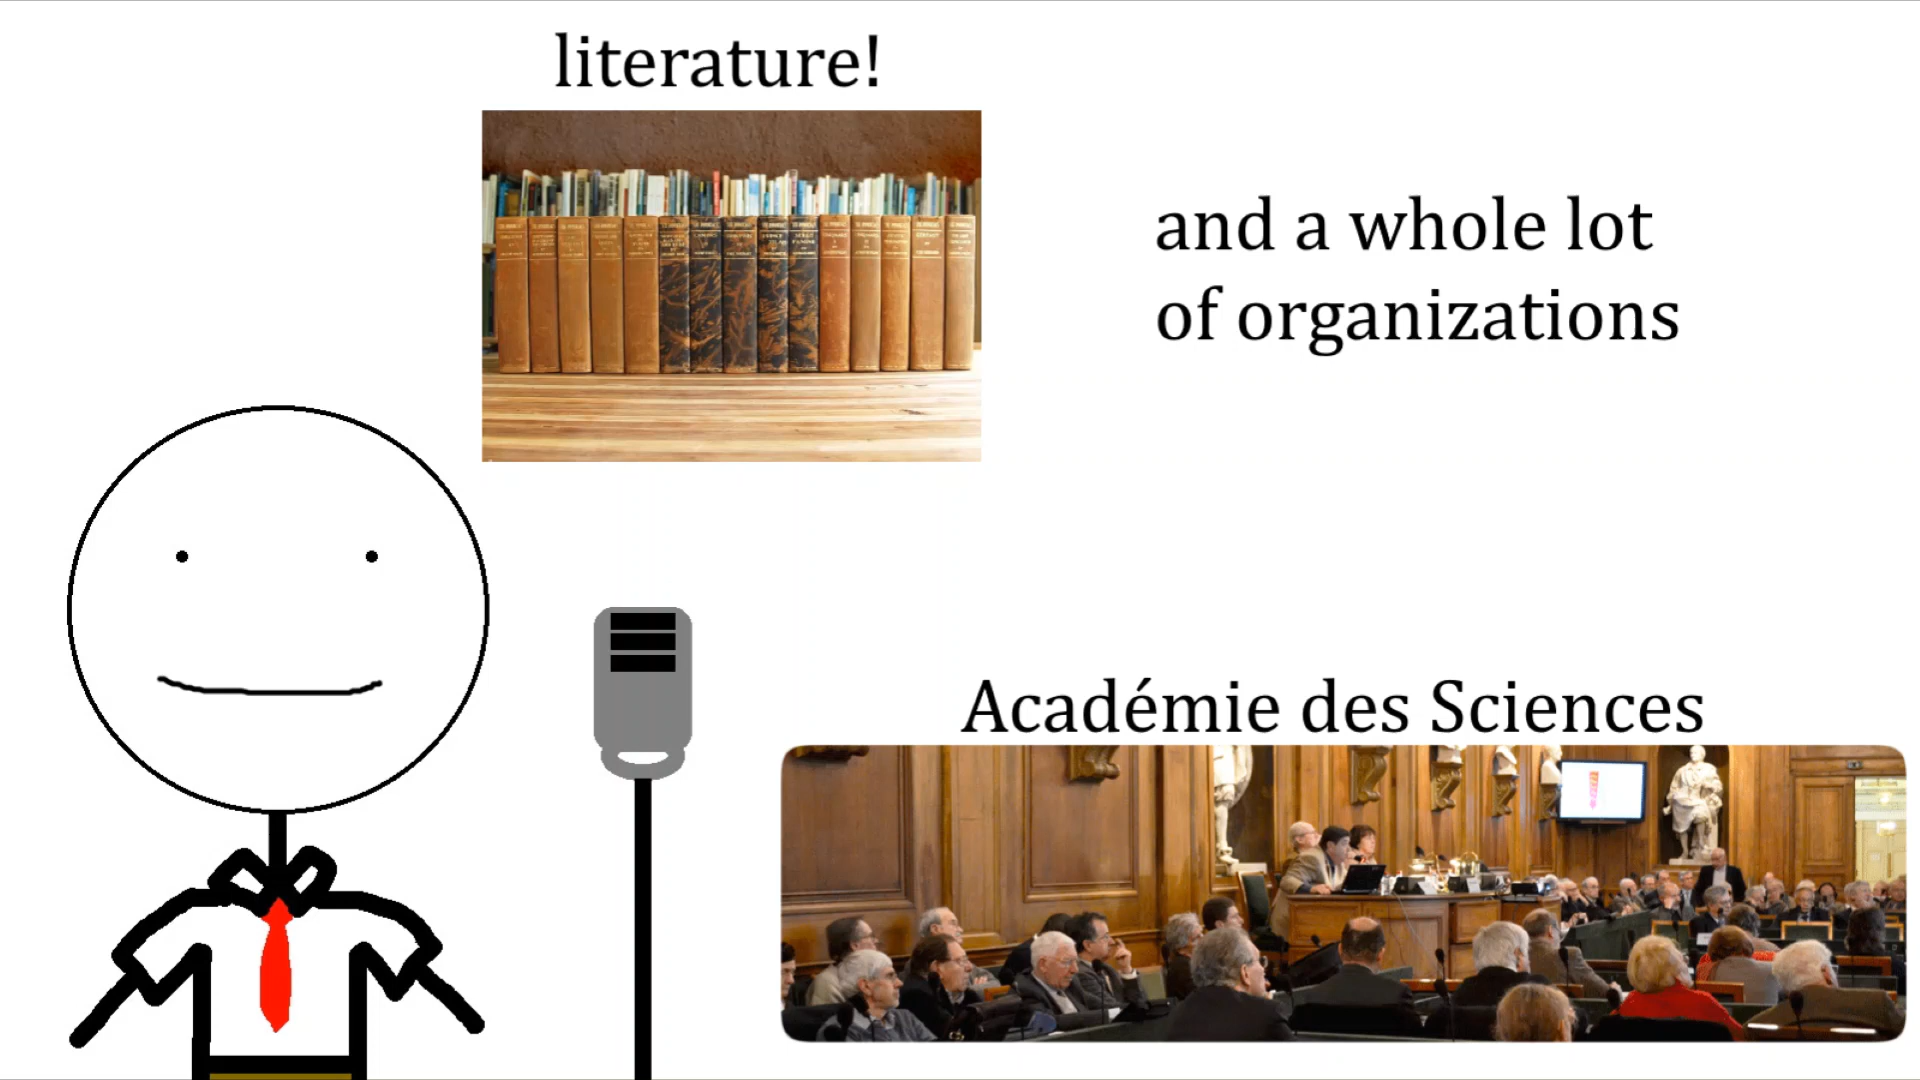 literature!
and a whole lot
of organizations
Académie des Sciences